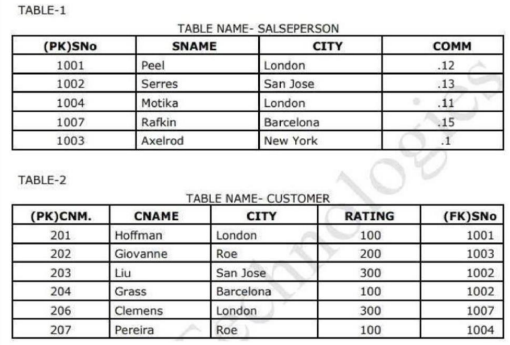 TABLE-1
TABLE NAME- SALSEPERSON
(PK)SNo SNAME CITY COMM
1001 Peel London .12
1002 Serres San Jose .13
1004 Motika London .11
1007 Rafkin Barcelona .15
1003 Axelrod New York .1
TABLE-2
TABLE NAME- CUSTOMER
(PK)CNM. CNAME CITY RATING (FK)SNo
201 Hoffman London 100 1001
202 Giovanne Roe 200 1003
203 Liu San Jose 300 1002
204 Grass Barcelona 100 1002
206 Clemens London 300 1007
207 Pereira Roe 100 1004
Technologies